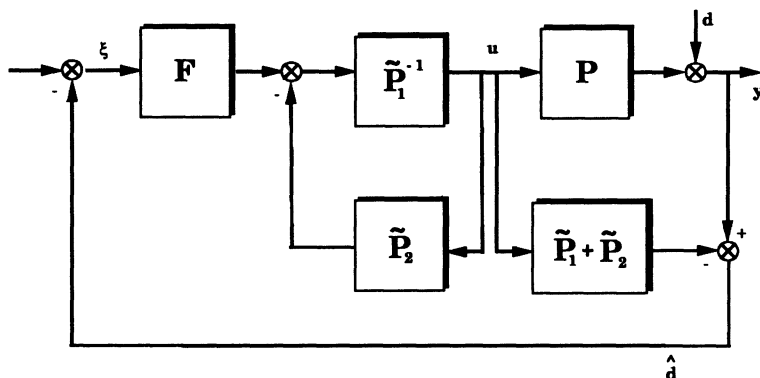 d
ξ
u
-
F
-
P̃₁⁻¹
P
y
P̃₂
P̃₁ + P̃₂
+
-
d̂